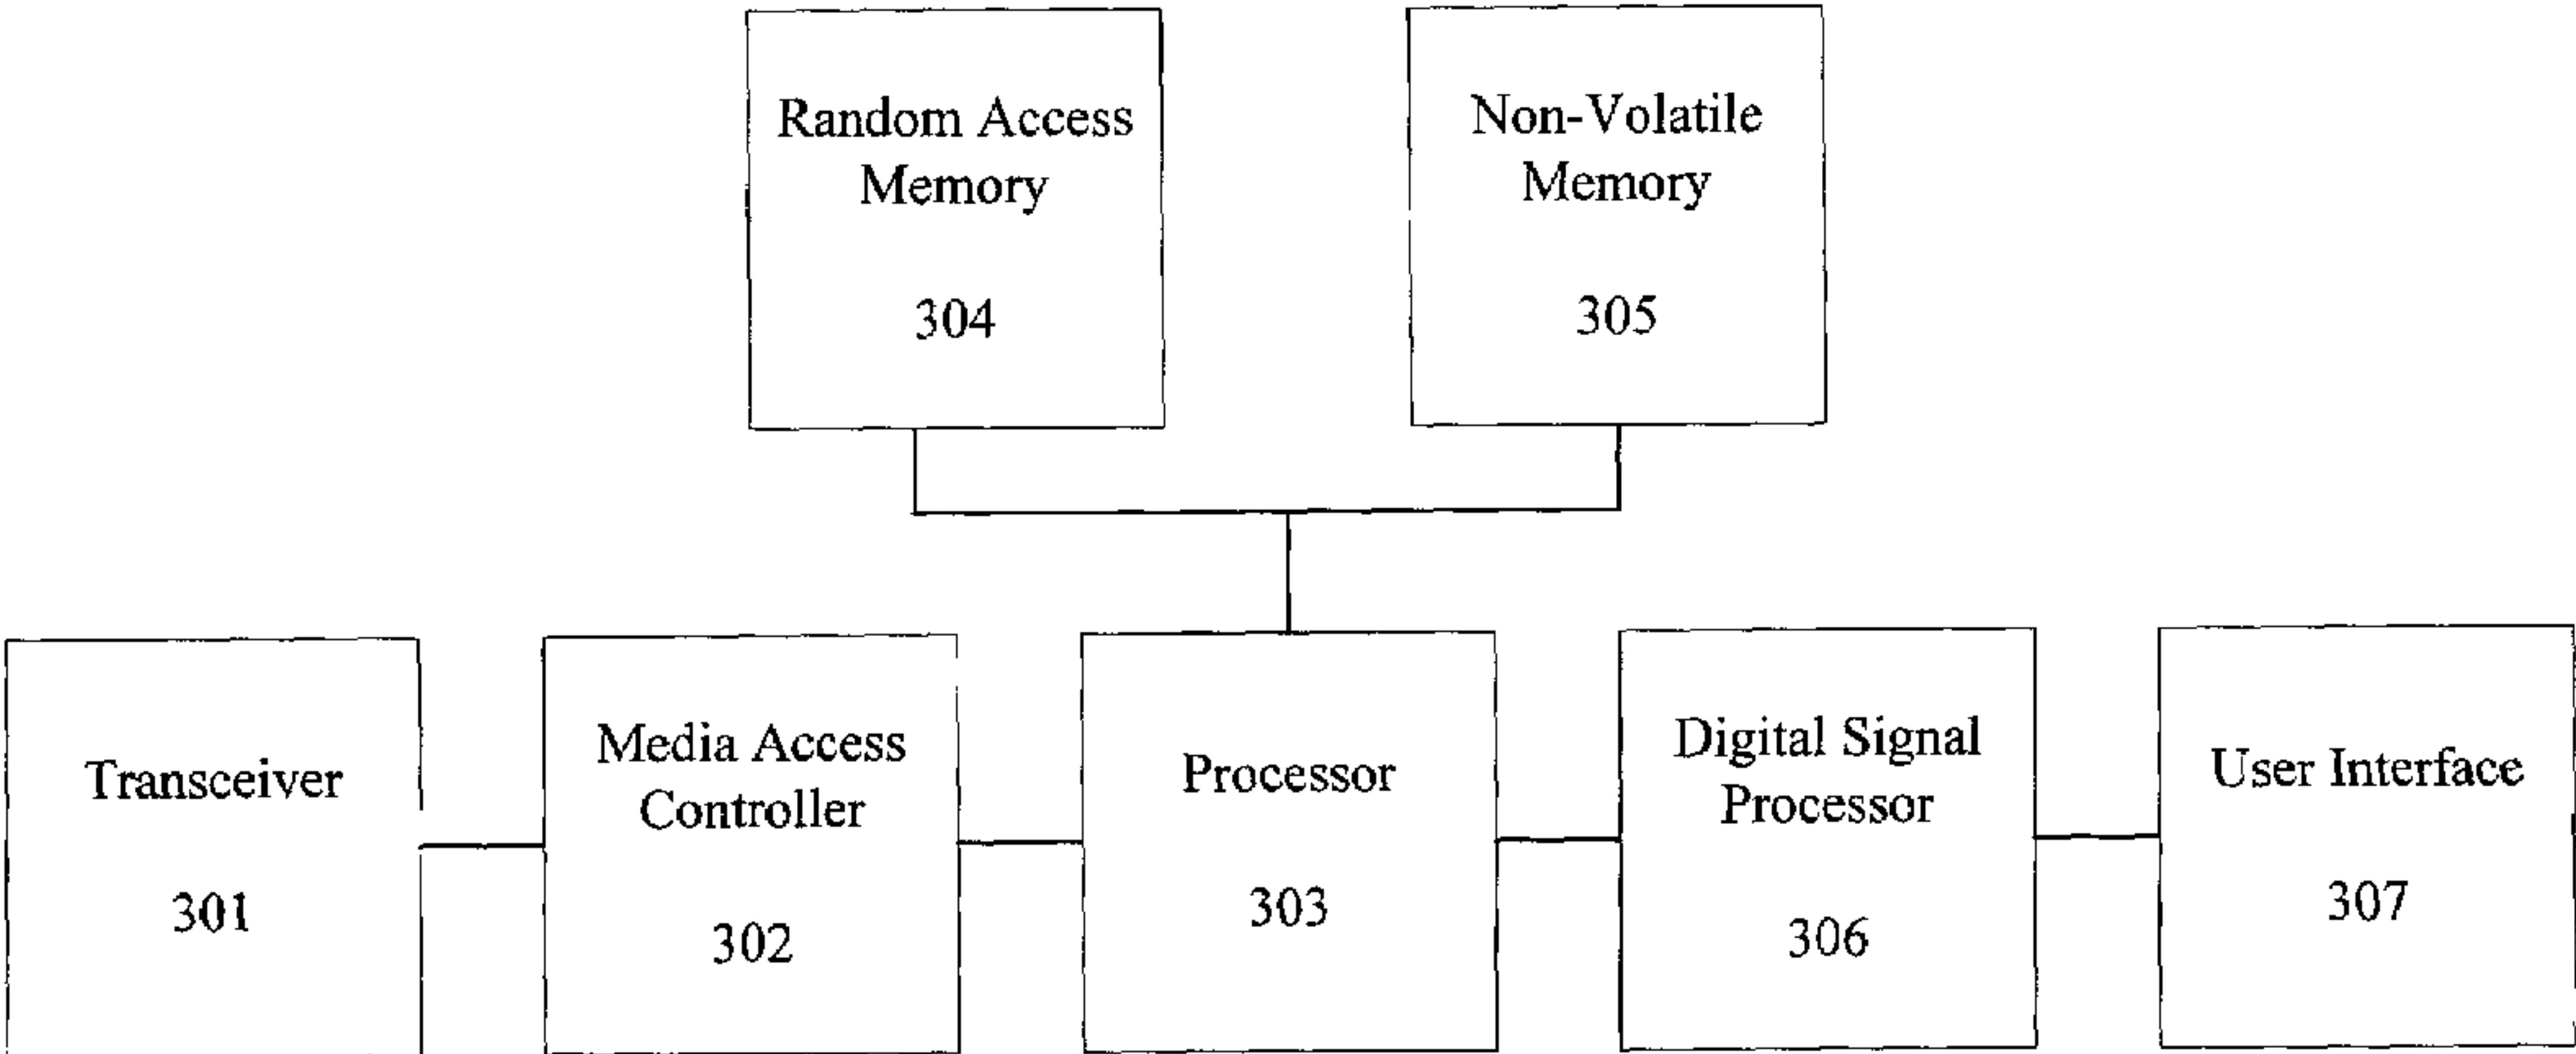 Random Access
Memory
304
Non-Volatile
Memory
305
Transceiver
301
Media Access
Controller
302
Processor
303
Digital Signal
Processor
306
User Interface
307